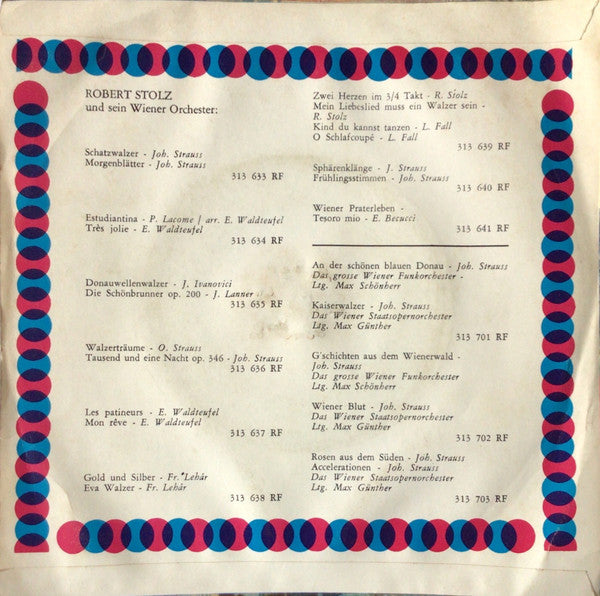 ROBERT STOLZ
und sein Wiener Orchester:
Schatzwalzer - Joh. Strauss
Morgenblätter - Joh. Strauss
313 633 RF
Estudiantina - P. Lacome / arr. E. Waldteufel
Très jolie - E. Waldteufel
313 634 RF
Donauwellenwalzer - J. Ivanovici
Die Schönbrunner op. 200 - J. Lanner
313 635 RF
Walzerträume - O. Strauss
Tausend und eine Nacht op. 346 - Joh. Strauss
313 636 RF
Les patineurs - E. Waldteufel
Mon rêve - E. Waldteufel
313 637 RF
Gold und Silber - Fr. Lehár
Eva Walzer - Fr. Lehár
313 638 RF
Zwei Herzen im 3/4 Takt - R. Stolz
Mein Liebeslied muss ein Walzer sein -
R. Stolz
Kind du kannst tanzen - L. Fall
O Schlafcoupé - L. Fall
313 639 RF
Sphärenklänge - J. Strauss
Frühlingsstimmen - Joh. Strauss
313 640 RF
Wiener Praterleben -
Tesoro mio - E. Becucci
313 641 RF
An der schönen blauen Donau - Joh. Strauss
Das grosse Wiener Funkorchester -
Ltg. Max Schönherr
Kaiserwalzer - Joh. Strauss
Das Wiener Staatsopernorchester
Ltg. Max Günther
313 701 RF
G'schichten aus dem Wienerwald -
Joh. Strauss
Das grosse Wiener Funkorchester
Ltg. Max Schönherr
Wiener Blut - Joh. Strauss
Das Wiener Staatsopernorchester
Ltg. Max Günther
313 702 RF
Rosen aus dem Süden - Joh. Strauss
Accelerationen - Joh. Strauss
Das Wiener Staatsopernorchester
Ltg. Max Günther
313 703 RF